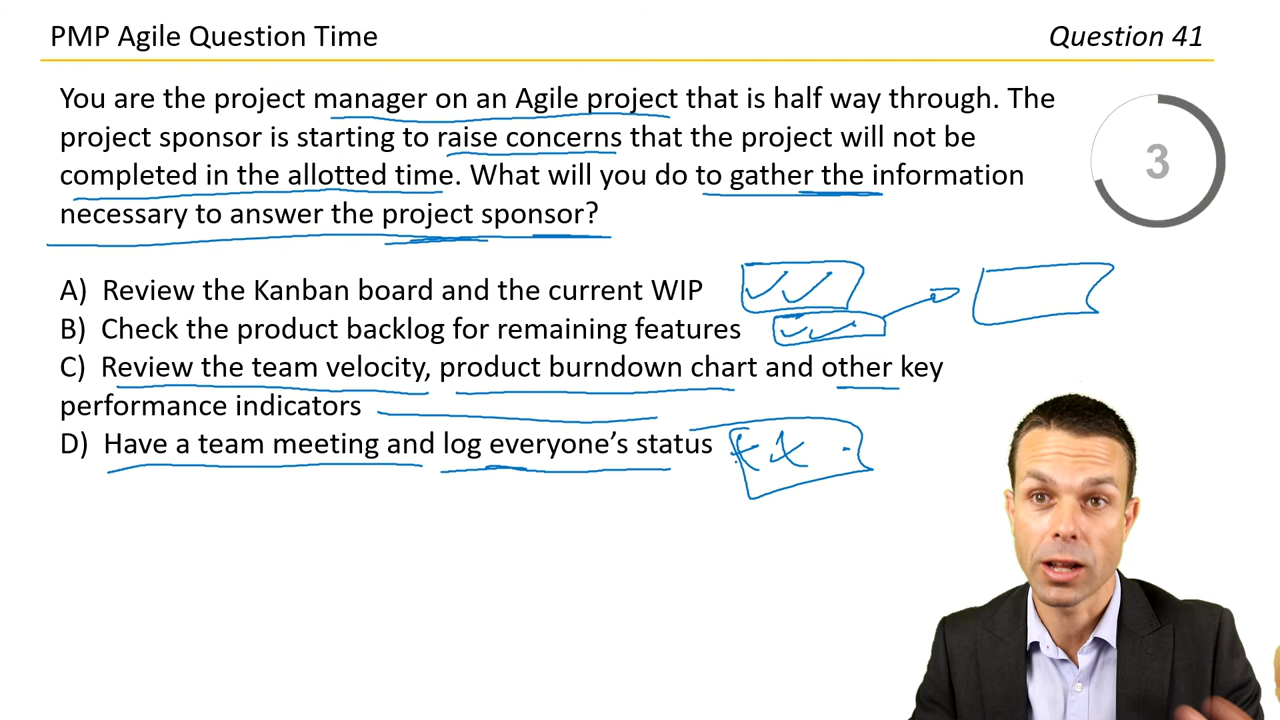 PMP Agile Question Time
Question 41
You are the project manager on an Agile project that is half way through. The
project sponsor is starting to raise concerns that the project will not be
completed in the allotted time. What will you do to gather the information
necessary to answer the project sponsor?
3
A) Review the Kanban board and the current WIP
B) Check the product backlog for remaining features
C) Review the team velocity, product burndown chart and other key
performance indicators
D) Have a team meeting and log everyone’s status